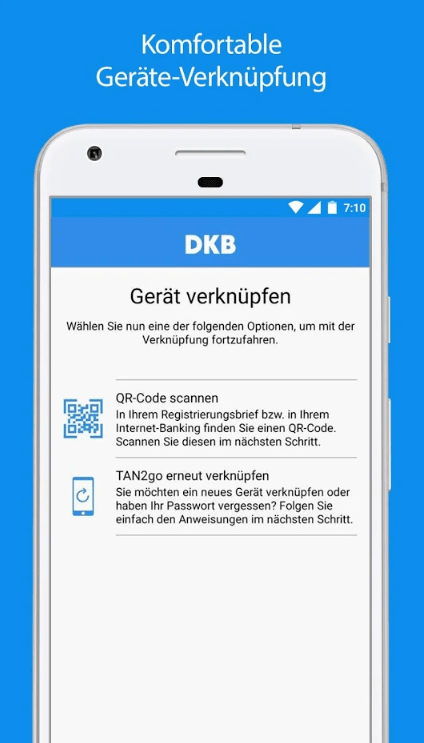 Komfortable
Geräte-Verknüpfung
7:10
DKB
Gerät verknüpfen
Wählen Sie nun eine der folgenden Optionen, um mit der
Verknüpfung fortzufahren.
QR-Code scannen
In Ihrem Registrierungsbrief bzw. in Ihrem
Internet-Banking finden Sie einen QR-Code.
Scannen Sie diesen im nächsten Schritt.
TAN2go erneut verknüpfen
Sie möchten ein neues Gerät verknüpfen oder
haben Ihr Passwort vergessen? Folgen Sie
einfach den Anweisungen im nächsten Schritt.